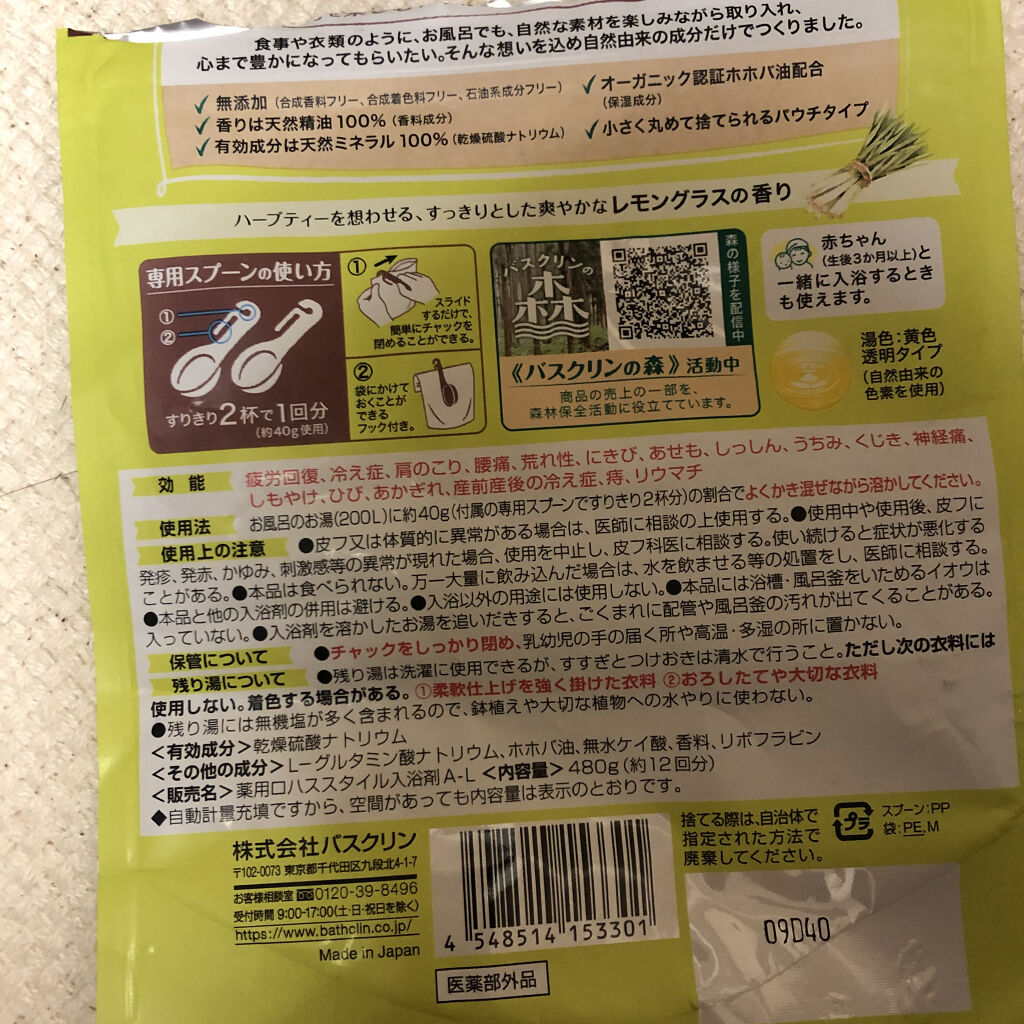 食事や衣類のように、お風呂でも、自然な素材を楽しみながら取り入れ、
心まで豊かになってもらいたい。そんな想いを込め自然由来の成分だけでつくりました。
✓ 無添加（合成香料フリー、合成着色料フリー、石油系成分フリー）
✓ 香りは天然精油100%（香料成分）
✓ 有効成分は天然ミネラル100%（乾燥硫酸ナトリウム）
✓ オーガニック認証ホホバ油配合
（保湿成分）
✓ 小さく丸めて捨てられるパウチタイプ
ハーブティーを想わせる、すっきりとした爽やかなレモングラスの香り
専用スプーンの使い方
①
②
すりきり2杯で1回分
（約40g使用）
①
スライド
するだけで、
簡単にチャックを
閉めることができる。
②
袋にかけて
おくことが
できる
フック付き。
バスクリンの
森
森の様子を配信中
《バスクリンの森》活動中
商品の売上の一部を、
森林保全活動に役立てています。
赤ちゃん
（生後3か月以上）と
一緒に入浴するとき
も使えます。
湯色：黄色
透明タイプ
（自然由来の
色素を使用）
効能 疲労回復、冷え症、肩のこり、腰痛、荒れ性、にきび、あせも、しっしん、うちみ、くじき、神経痛、
しもやけ、ひび、あかぎれ、産前産後の冷え症、痔、リウマチ
使用法 お風呂のお湯(200L)に約40g(付属の専用スプーンですりきり2杯分)の割合でよくかき混ぜながら溶かしてください。
使用上の注意 ●皮フ又は体質的に異常がある場合は、医師に相談の上使用する。●使用中や使用後、皮フに
発疹、発赤、かゆみ、刺激感等の異常が現れた場合、使用を中止し、皮フ科医に相談する。使い続けると症状が悪化する
ことがある。●本品は食べられない。万一大量に飲み込んだ場合は、水を飲ませる等の処置をし、医師に相談する。
●本品と他の入浴剤の併用は避ける。●入浴以外の用途には使用しない。●本品には浴槽・風呂釜をいためるイオウは
入っていない。●入浴剤を溶かしたお湯を追いだきすると、ごくまれに配管や風呂釜の汚れが出てくることがある。
保管について ●チャックをしっかり閉め、乳幼児の手の届く所や高温・多湿の所に置かない。
残り湯について ●残り湯は洗濯に使用できるが、すすぎとつけおきは清水で行うこと。ただし次の衣料には
使用しない。着色する場合がある。①柔軟仕上げを強く掛けた衣料 ②おろしたてや大切な衣料
●残り湯には無機塩が多く含まれるので、鉢植えや大切な植物への水やりに使わない。
<有効成分>乾燥硫酸ナトリウム
<その他の成分>L-グルタミン酸ナトリウム、ホホバ油、無水ケイ酸、香料、リボフラビン
<販売名>薬用ロハススタイル入浴剤A-L <内容量>480g(約12回分)
◆自動計量充填ですから、空間があっても内容量は表示のとおりです。
株式会社バスクリン
〒102-0073 東京都千代田区九段北4-1-7
お客様相談室 0120-39-8496
受付時間 9:00-17:00(土・日・祝日を除く)
https://www.bathclin.co.jp/
Made in Japan
4 548514 153301
医薬部外品
捨てる際は、自治体で
指定された方法で
廃棄してください。
プラ
スプーン：PP
袋：PE,M
09D40